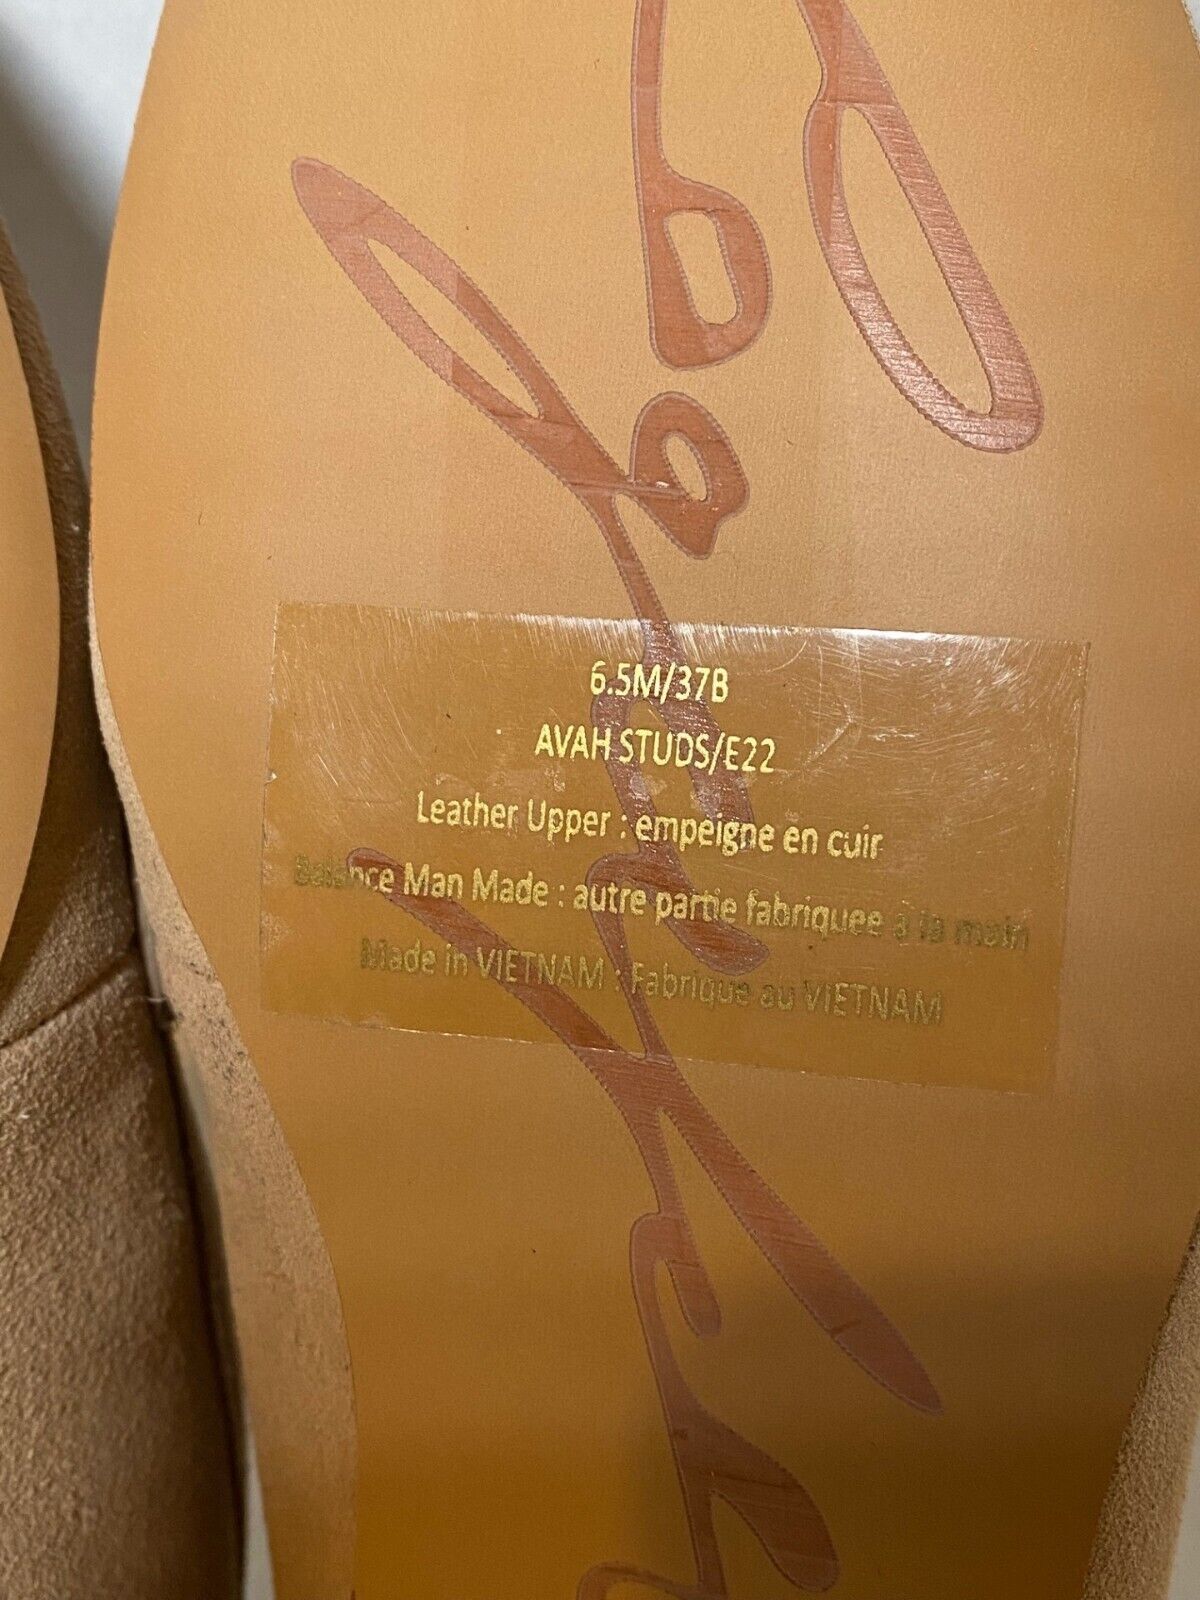 6.5M/37B
AVAH STUDS/E22
Leather Upper : empeigne en cuir
Balance Man Made : autre partie fabriquee a la main
Made in VIETNAM : Fabrique au VIETNAM